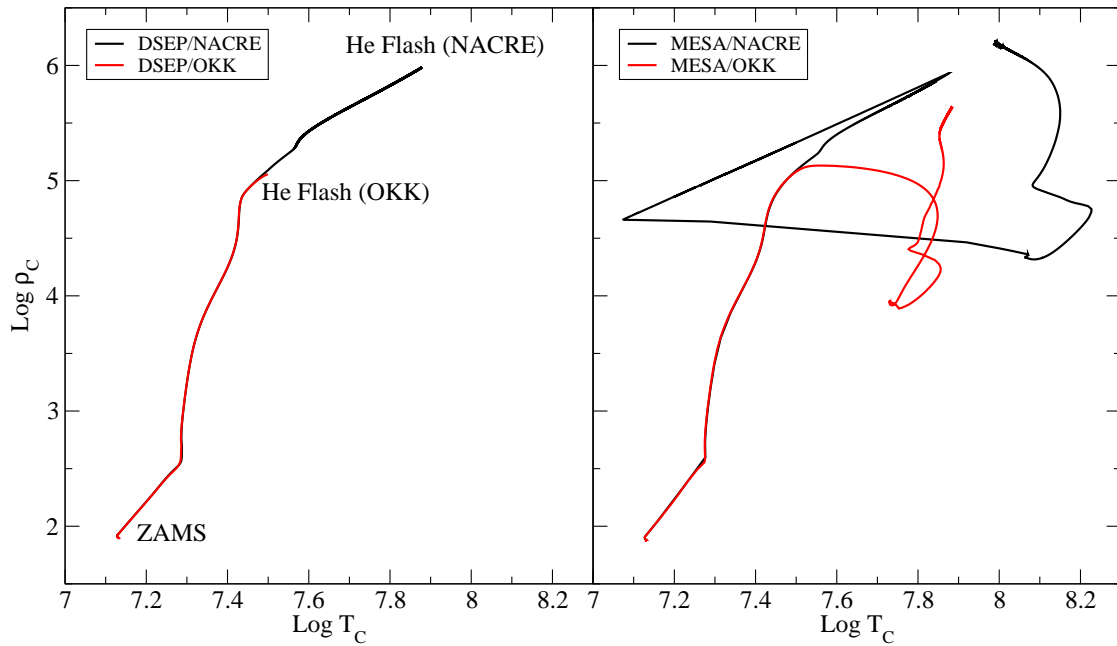 DSEP/NACRE
DSEP/OKK
He Flash (NACRE)
He Flash (OKK)
ZAMS
MESA/NACRE
MESA/OKK
Log ρC
6
5
4
3
2
7
7.2
7.4
7.6
7.8
8
8.2
7
7.2
7.4
7.6
7.8
8
8.2
Log TC
Log TC